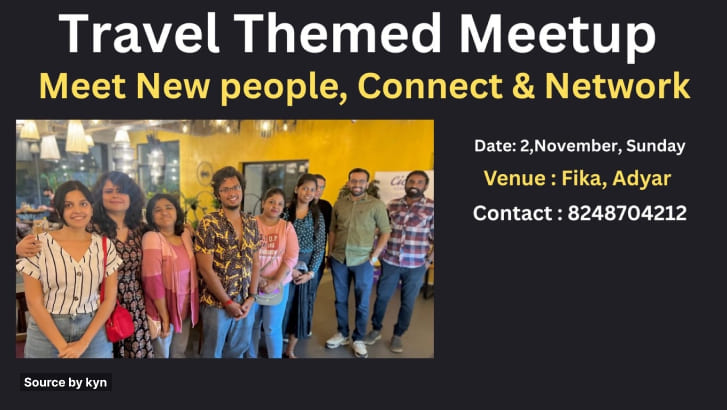 Travel Themed Meetup
Meet New people, Connect & Network
Date: 2,November, Sunday
Venue : Fika, Adyar
Contact : 8248704212
Source by kyn